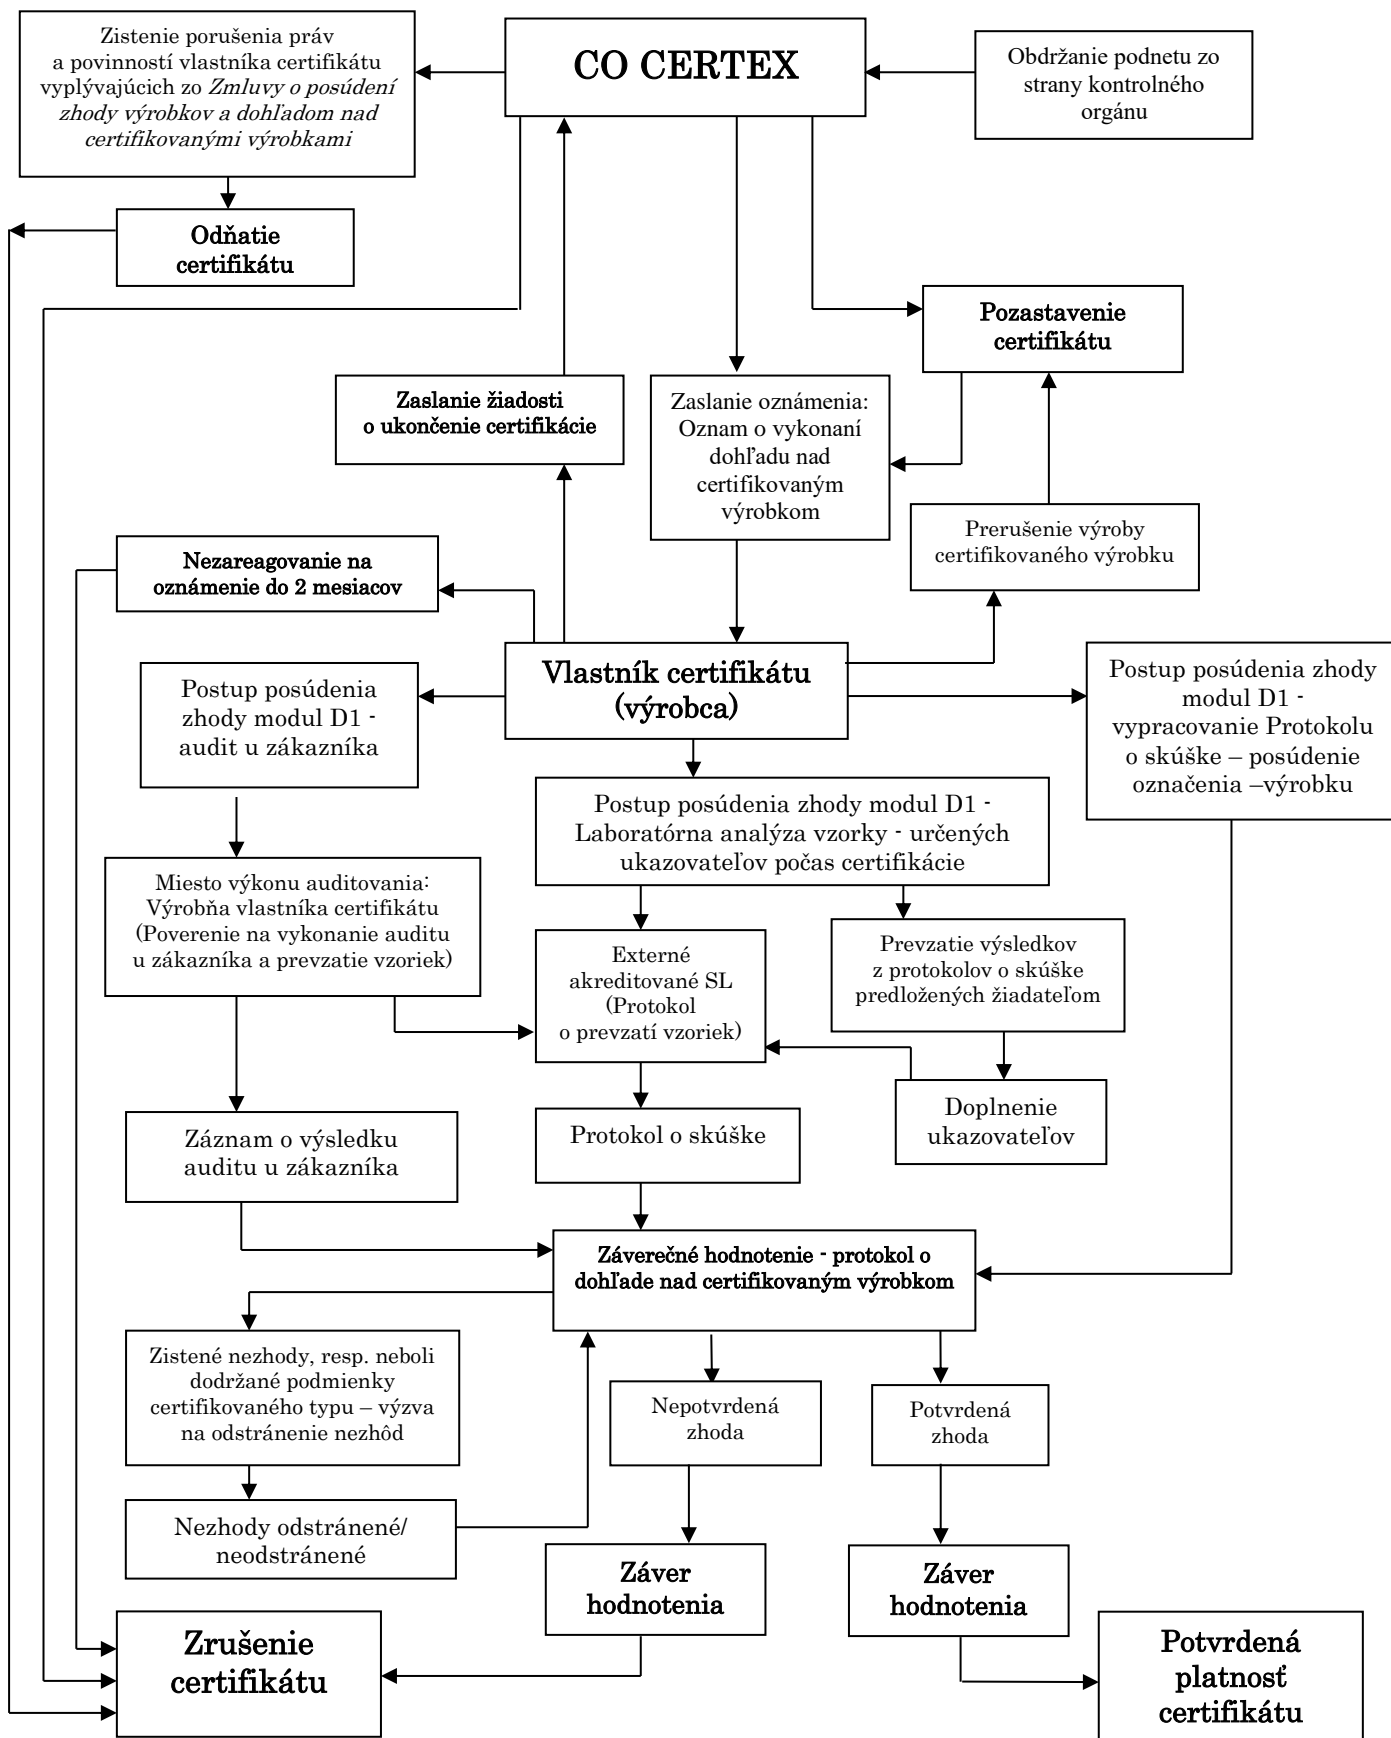 Zistenie porušenia práv
a povinností vlastníka certifikátu
vyplývajúcich zo Zmluvy o posúdení
zhody výrobkov a dohľadom nad
certifikovanými výrobkami
CO CERTEX
Obdržanie podnetu zo
strany kontrolného
orgánu
Odňatie
certifikátu
Pozastavenie
certifikátu
Zaslanie žiadosti
o ukončenie certifikácie
Zaslanie oznámenia:
Oznam o vykonaní
dohľadu nad
certifikovaným
výrobkom
Prerušenie výroby
certifikovaného výrobku
Nezareagovanie na
oznámenie do 2 mesiacov
Vlastník certifikátu
(výrobca)
Postup posúdenia
zhody modul D1 -
audit u zákazníka
Postup posúdenia zhody
modul D1 -
vypracovanie Protokolu
o skúške – posúdenie
označenia –výrobku
Postup posúdenia zhody modul D1 -
Laboratórna analýza vzorky - určených
ukazovateľov počas certifikácie
Miesto výkonu auditovania:
Výrobňa vlastníka certifikátu
(Poverenie na vykonanie auditu
u zákazníka a prevzatie vzoriek)
Externé
akreditované SL
(Protokol
o prevzatí vzoriek)
Prevzatie výsledkov
z protokolov o skúške
predložených žiadateľom
Doplnenie
ukazovateľov
Záznam o výsledku
auditu u zákazníka
Protokol o skúške
Záverečné hodnotenie - protokol o
dohľade nad certifikovaným výrobkom
Zistené nezhody, resp. neboli
dodržané podmienky
certifikovaného typu – výzva
na odstránenie nezhôd
Nepotvrdená
zhoda
Potvrdená
zhoda
Nezhody odstránené/
neodstránené
Záver
hodnotenia
Záver
hodnotenia
Zrušenie
certifikátu
Potvrdená
platnosť
certifikátu